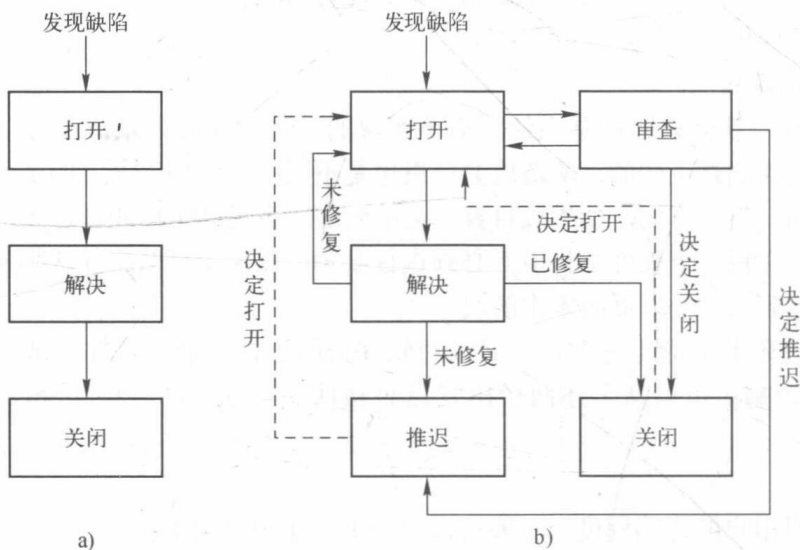 发现缺陷
打开
解决
关闭
a)
发现缺陷
打开
审查
未修复
决定打开
决定打开
解决
已修复
决定关闭
决定推迟
未修复
推迟
关闭
b)